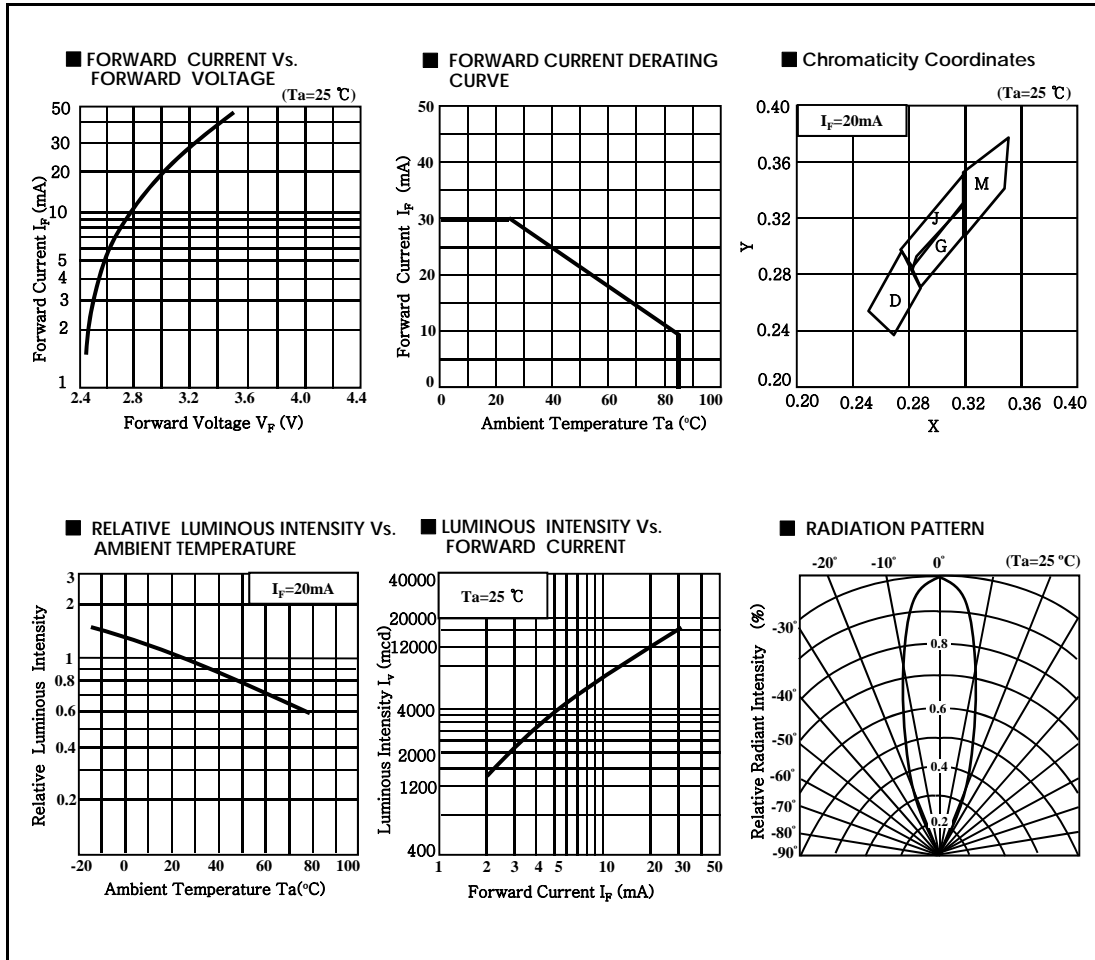 ■ FORWARD CURRENT Vs.
FORWARD VOLTAGE
(Ta=25 ℃)
50
30
20
10
5
4
3
2
1
Forward Current I_F (mA)
2.4 2.8 3.2 3.6 4.0 4.4
Forward Voltage V_F (V)
■ FORWARD CURRENT DERATING
CURVE
50
40
30
20
10
0
Forward Current I_F (mA)
0 20 40 60 80 100
Ambient Temperature Ta (°C)
■ Chromaticity Coordinates
(Ta=25 ℃)
I_F=20mA
0.40
0.36
0.32
0.28
0.24
0.20
Y
M
J
G
D
0.20 0.24 0.28 0.32 0.36 0.40
X
■ RELATIVE LUMINOUS INTENSITY Vs.
AMBIENT TEMPERATURE
I_F=20mA
3
2
1
0.8
0.6
0.4
0.2
Relative Luminous Intensity
-20 0 20 40 60 80 100
Ambient Temperature Ta(°C)
■ LUMINOUS INTENSITY Vs.
FORWARD CURRENT
Ta=25 ℃
40000
20000
12000
4000
2000
1200
400
Luminous Intensity I_v (mcd)
1 2 3 4 5 10 20 30 50
Forward Current I_F (mA)
■ RADIATION PATTERN
-20° -10° 0° (Ta=25 °C)
-30°
-40°
-50°
-60°
-70°
-80°
-90°
Relative Radiant Intensity (%)
0.8
0.6
0.4
0.2